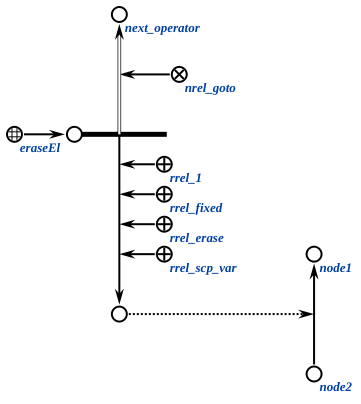 next_operator
nrel_goto
eraseEl
rrel_1
rrel_fixed
rrel_erase
rrel_scp_var
node1
node2